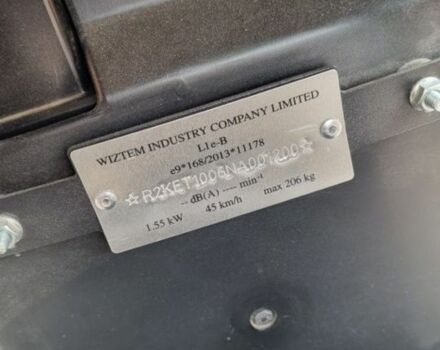 WIZTEM INDUSTRY COMPANY LIMITED
L1e-B
e9*168/2013*11178
☆R2KET1006NA001200☆
-- dB(A) ---- min⁻¹
1.55 kW 45 km/h max 206 kg